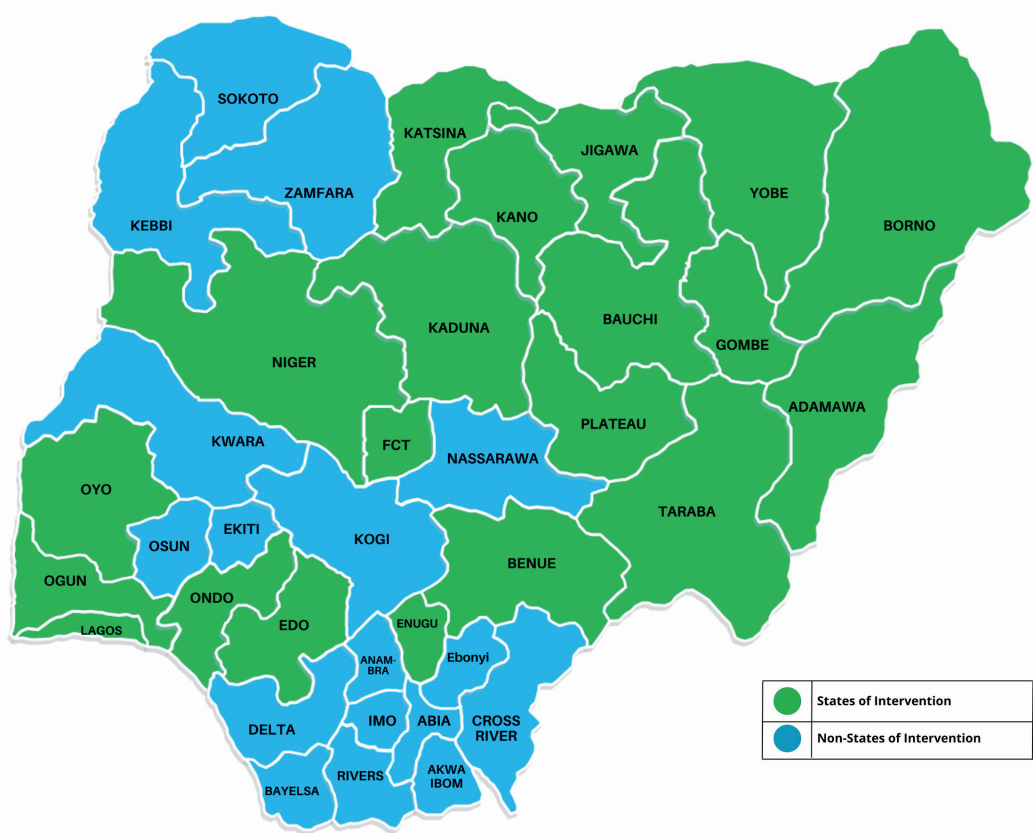 SOKOTO
KATSINA
JIGAWA
ZAMFARA
YOBE
KEBBI
KANO
BORNO
BAUCHI
KADUNA
GOMBE
NIGER
ADAMAWA
PLATEAU
KWARA
FCT
NASSARAWA
OYO
TARABA
EKITI
OSUN
KOGI
BENUE
OGUN
ONDO
LAGOS
EDO
ENUGU
ANAM-
BRA
Ebonyi
DELTA
IMO
ABIA
CROSS
RIVER
RIVERS
AKWA
IBOM
BAYELSA
States of Intervention
Non-States of Intervention